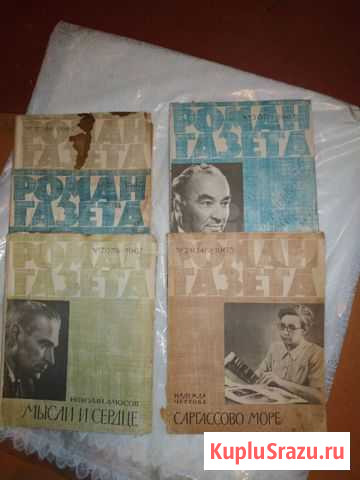 РОМАН
ГАЗЕТА
РОМАН
ГАЗЕТА
РОМАН
ГАЗЕТА
НИКОЛАЙ АМОСОВ
МЫСЛИ И СЕРДЦЕ
РОМАН
ГАЗЕТА
НАДЕЖДА
ЧЕРТОВА
САРГАССОВО МОРЕ
KupluSrazu.ru